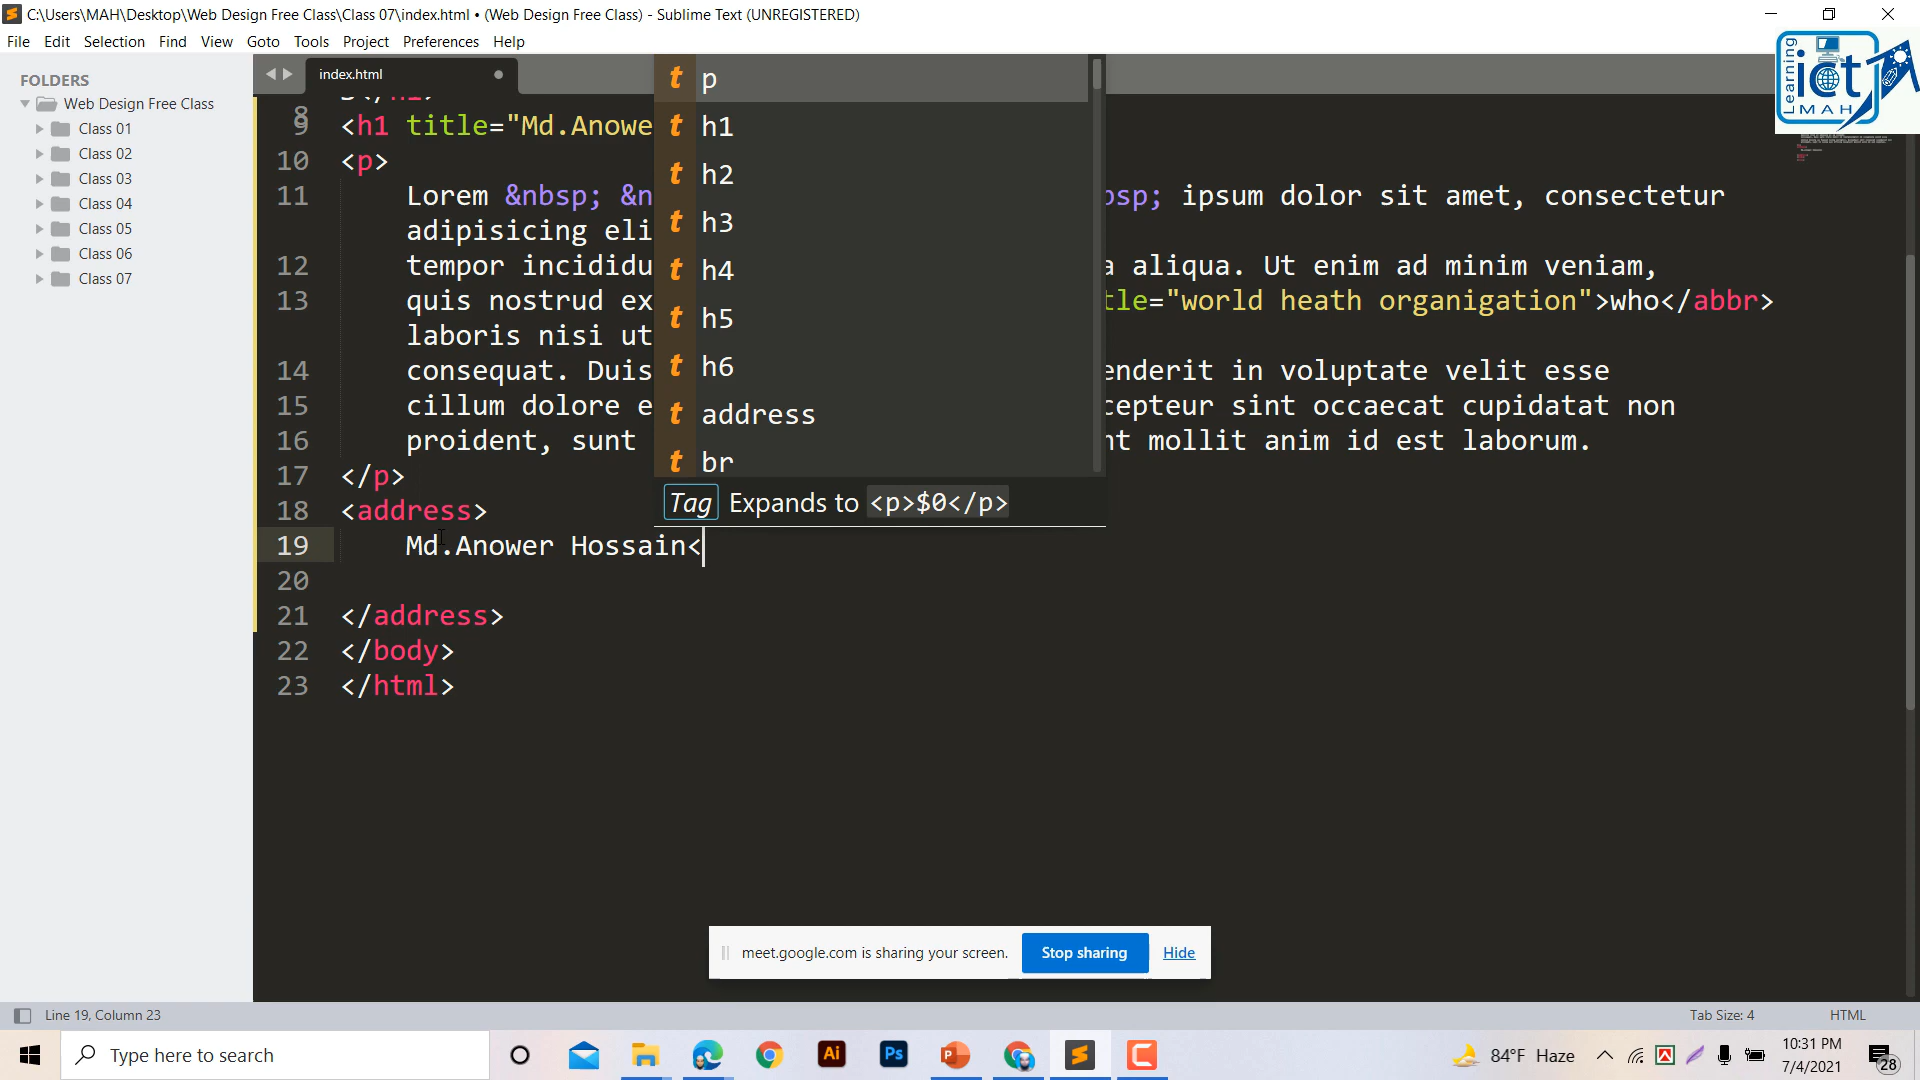 C:\Users\MAH\Desktop\Web Design Free Class\Class 07\index.html • (Web Design Free Class) - Sublime Text (UNREGISTERED)
File Edit Selection Find View Goto Tools Project Preferences Help
Learning
ict
MAH
FOLDERS
Web Design Free Class
Class 01
Class 02
Class 03
Class 04
Class 05
Class 06
Class 07
index.html
8
9 <h1 title="Md.Anowe
10 <p>
11 Lorem &nbsp; &n bsp; ipsum dolor sit amet, consectetur
adipisicing eli
12 tempor incididu a aliqua. Ut enim ad minim veniam,
13 quis nostrud ex tle="world heath organigation">who</abbr>
laboris nisi ut
14 consequat. Duis enderit in voluptate velit esse
15 cillum dolore e cepteur sint occaecat cupidatat non
16 proident, sunt nt mollit anim id est laborum.
17 </p>
18 <address>
19 Md.Anower Hossain<
20
21 </address>
22 </body>
23 </html>
t p
t h1
t h2
t h3
t h4
t h5
t h6
t address
t br
Tag Expands to <p>$0</p>
meet.google.com is sharing your screen. Stop sharing Hide
Line 19, Column 23 Tab Size: 4 HTML
Type here to search
Ai
Ps
84°F Haze
10:31 PM
7/4/2021
28